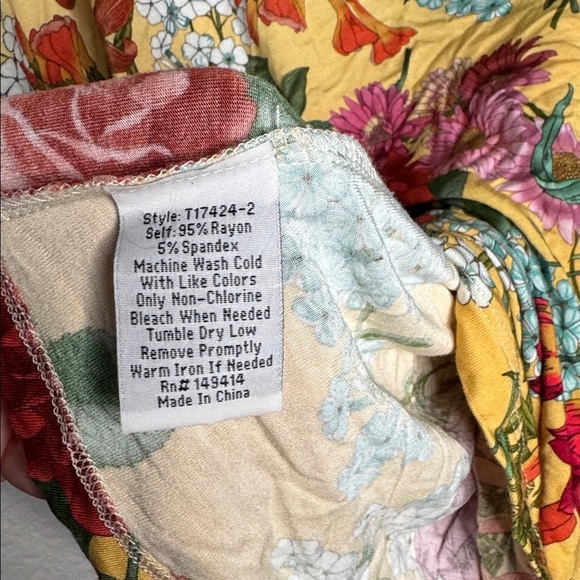 Style: T17424-2
Self: 95% Rayon
5% Spandex
Machine Wash Cold
With Like Colors
Only Non-Chlorine
Bleach When Needed
Tumble Dry Low
Remove Promptly
Warm Iron If Needed
Rn# 149414
Made In China